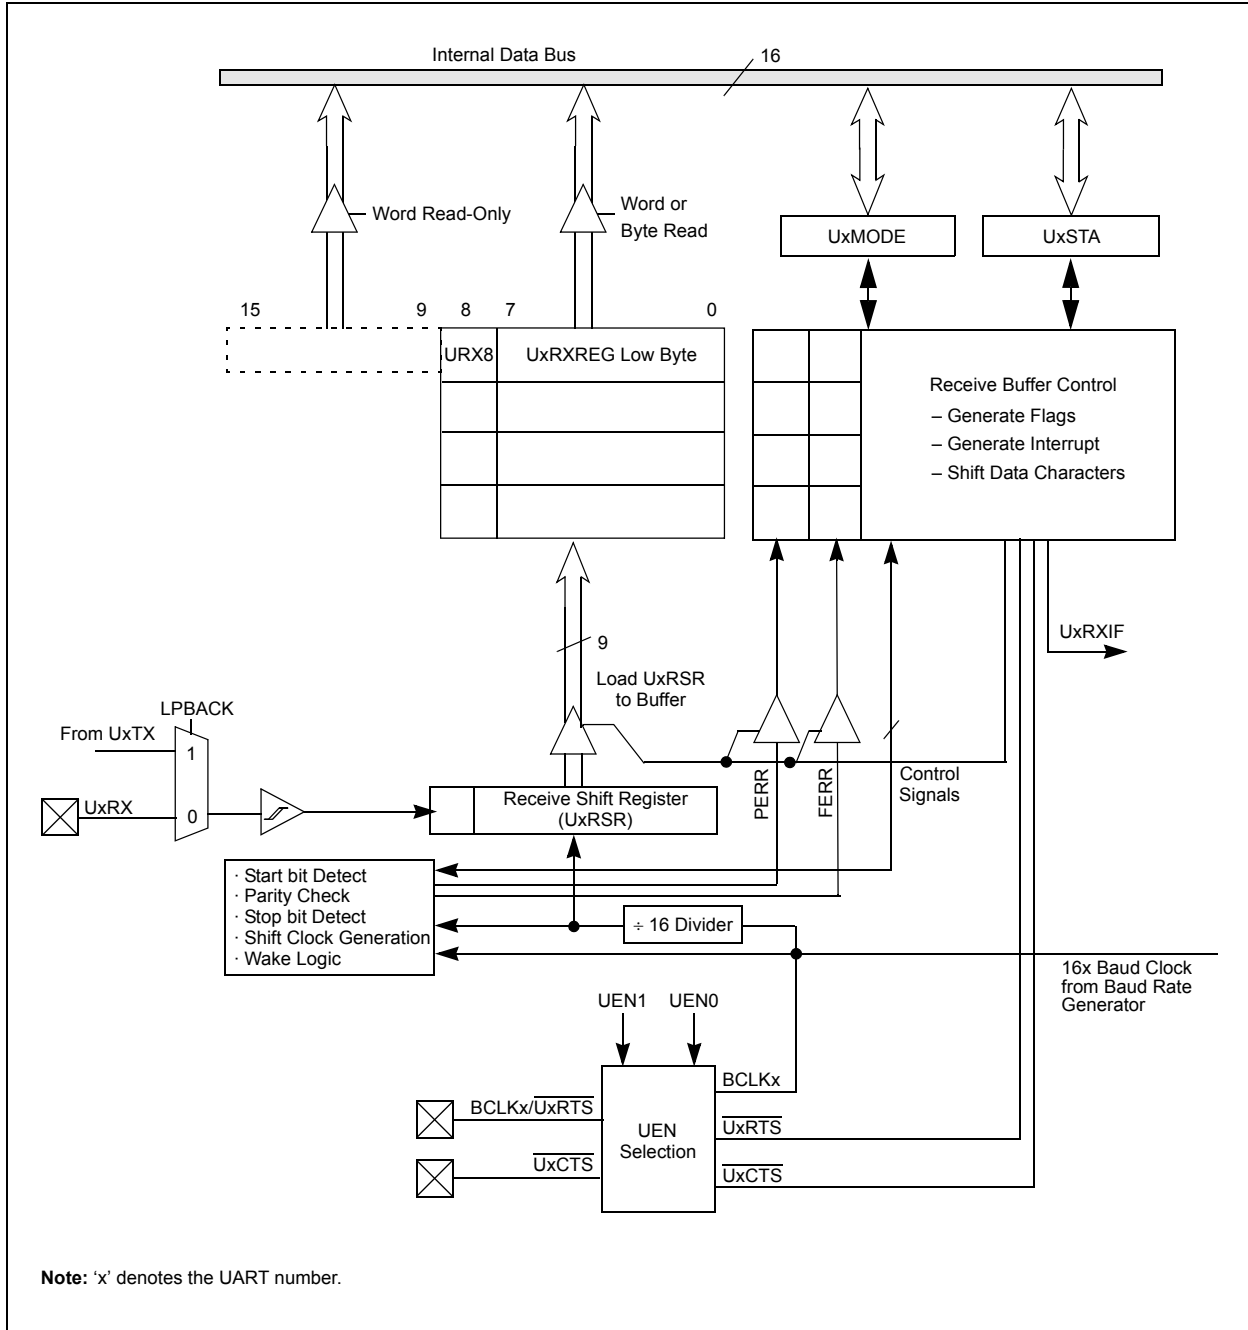 Internal Data Bus
16
Word Read-Only
Word or
Byte Read
UxMODE
UxSTA
15
9
8
7
0
URX8
UxRXREG Low Byte
Receive Buffer Control
– Generate Flags
– Generate Interrupt
– Shift Data Characters
9
UxRXIF
Load UxRSR
to Buffer
LPBACK
From UxTX
1
UxRX
0
Receive Shift Register
(UxRSR)
PERR
FERR
Control
Signals
· Start bit Detect
· Parity Check
· Stop bit Detect
· Shift Clock Generation
· Wake Logic
÷ 16 Divider
16x Baud Clock
from Baud Rate
Generator
UEN1
UEN0
BCLKx
BCLKx/U̅x̅R̅T̅S̅
U̅x̅R̅T̅S̅
UEN
Selection
U̅x̅C̅T̅S̅
U̅x̅C̅T̅S̅
Note: ‘x’ denotes the UART number.